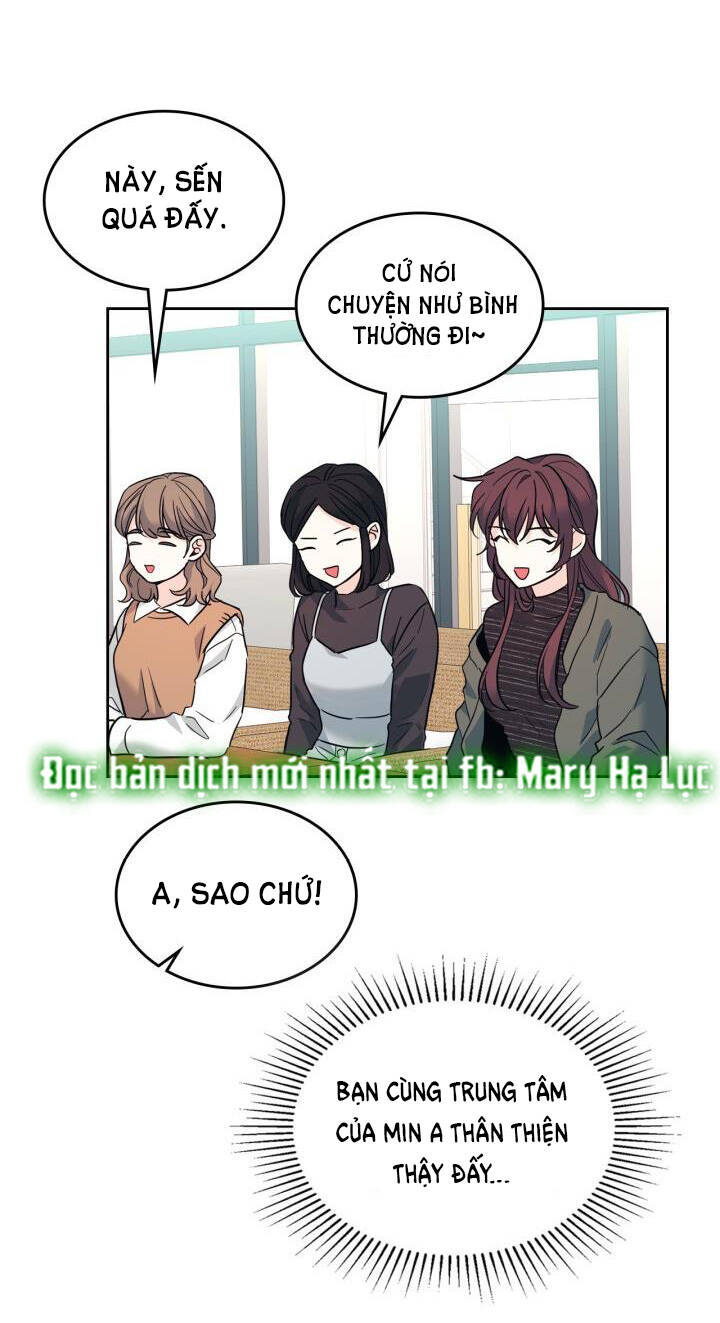 NÀY, SẾN
QUÁ ĐẤY.
CỨ NÓI
CHUYỆN NHƯ BÌNH
THƯỜNG ĐI~
Đọc bản dịch mới nhất tại fb: Mary Hạ Lục
A, SAO CHỨ!
BẠN CÙNG TRUNG TÂM
CỦA MIN A THÂN THIỆN
THẬY ĐẤY...